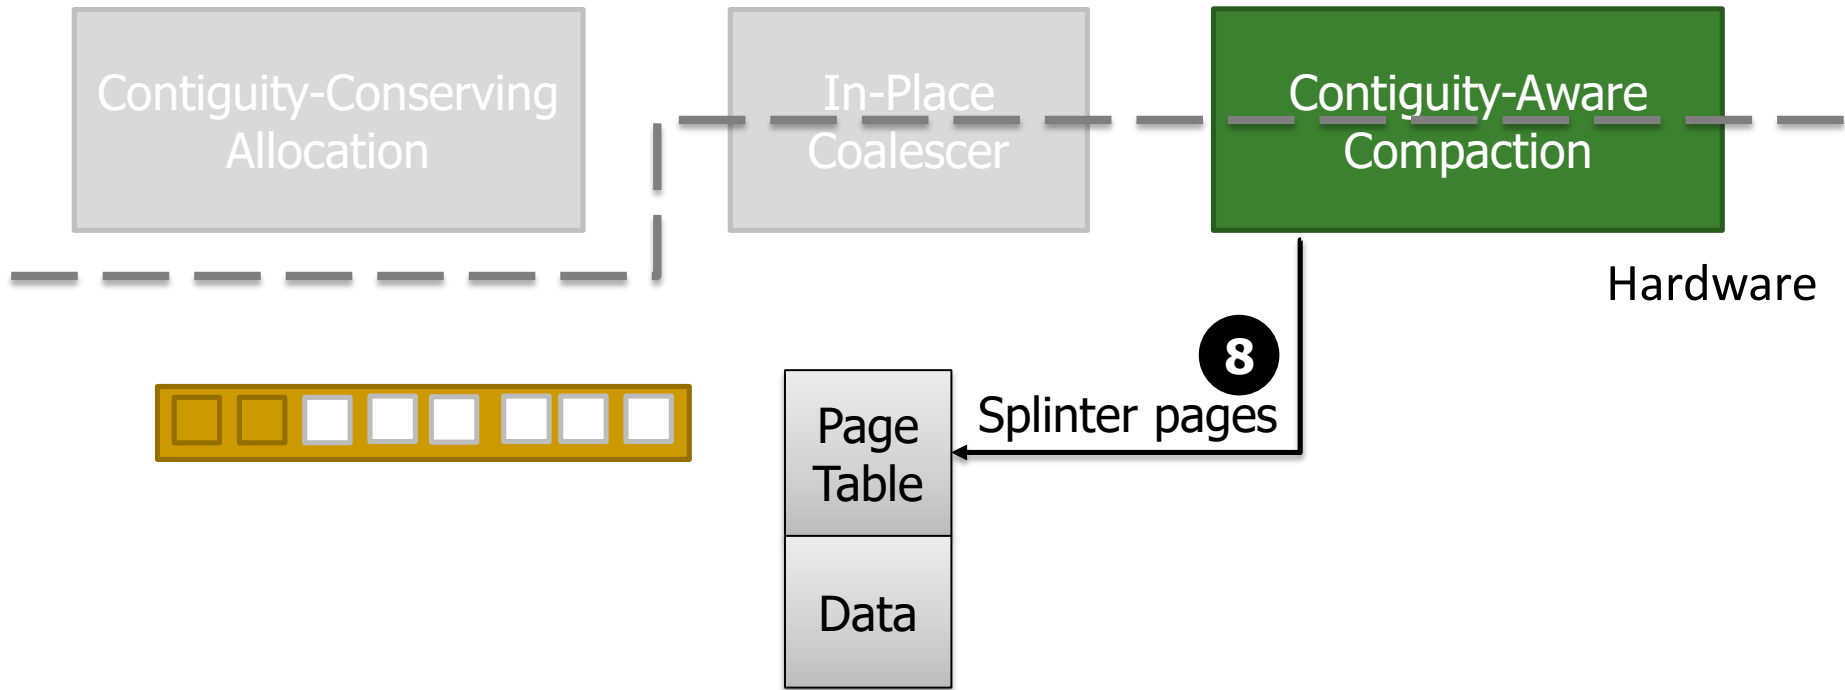 Contiguity-Conserving
Allocation
In-Place
Coalescer
Contiguity-Aware
Compaction
Hardware
8
Splinter pages
Page
Table
Data